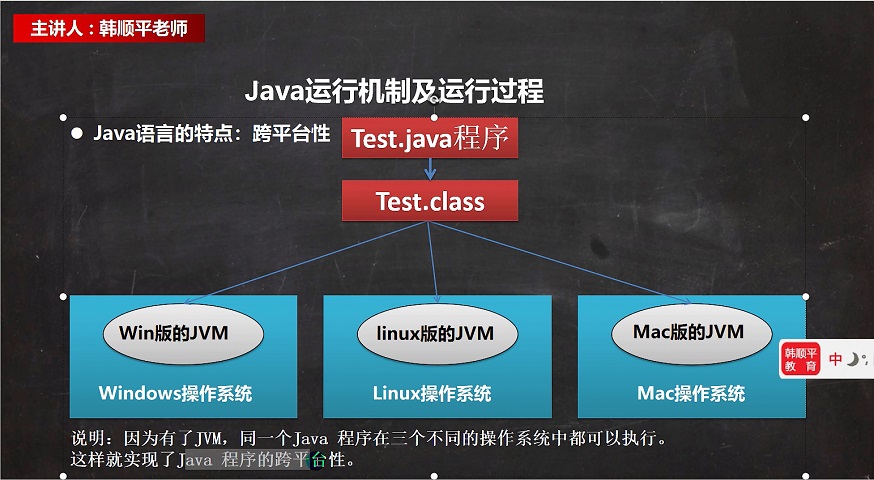 主讲人：韩顺平老师
Java运行机制及运行过程
● Java语言的特点：跨平台性
Test.java程序
Test.class
Win版的JVM
linux版的JVM
Mac版的JVM
Windows操作系统
Linux操作系统
Mac操作系统
韩顺平
教 育
中
说明：因为有了JVM，同一个Java 程序在三个不同的操作系统中都可以执行。
这样就实现了Java 程序的跨平台性。